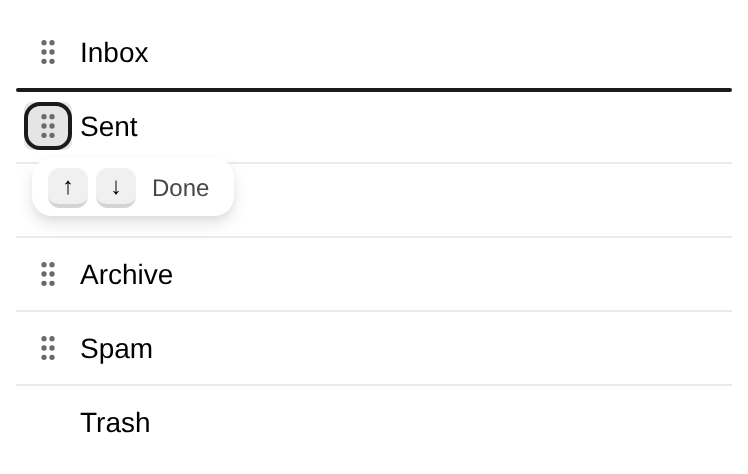 Inbox
Sent
↑ ↓ Done
Archive
Spam
Trash